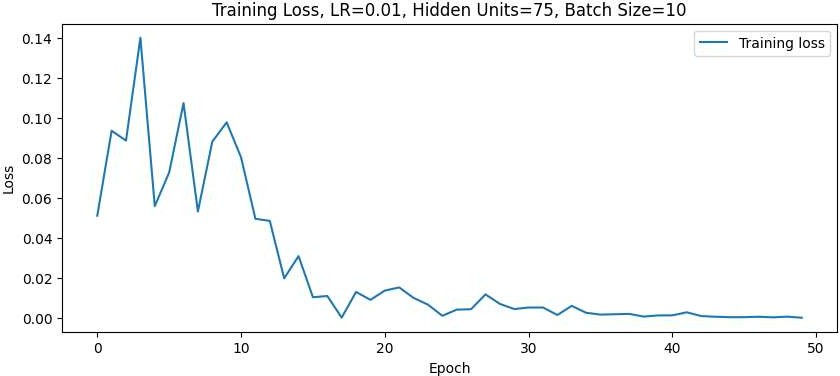 Training Loss, LR=0.01, Hidden Units=75, Batch Size=10
Training loss
0.14
0.12
0.10
0.08
0.06
0.04
0.02
0.00
Loss
0 10 20 30 40 50
Epoch